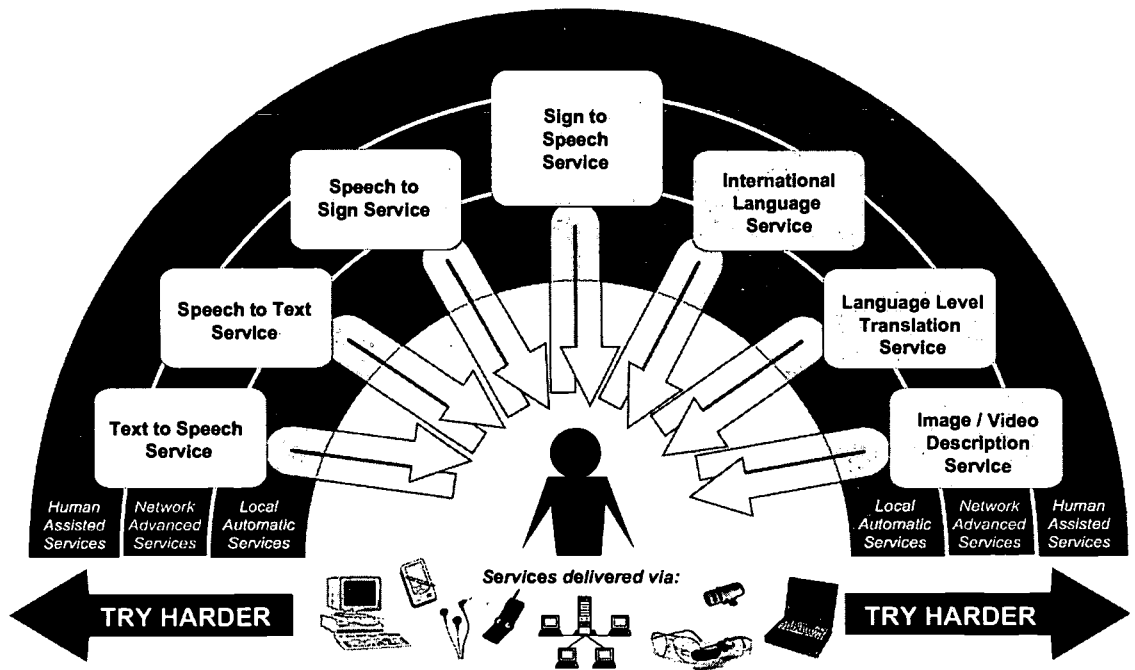 Sign to
Speech
Service
Speech to
Sign Service
International
Language
Service
Speech to Text
Service
Language Level
Translation
Service
Text to Speech
Service
Image / Video
Description
Service
Human
Assisted
Services
Network
Advanced
Services
Local
Automatic
Services
Local
Automatic
Services
Network
Advanced
Services
Human
Assisted
Services
Services delivered via:
TRY HARDER
TRY HARDER